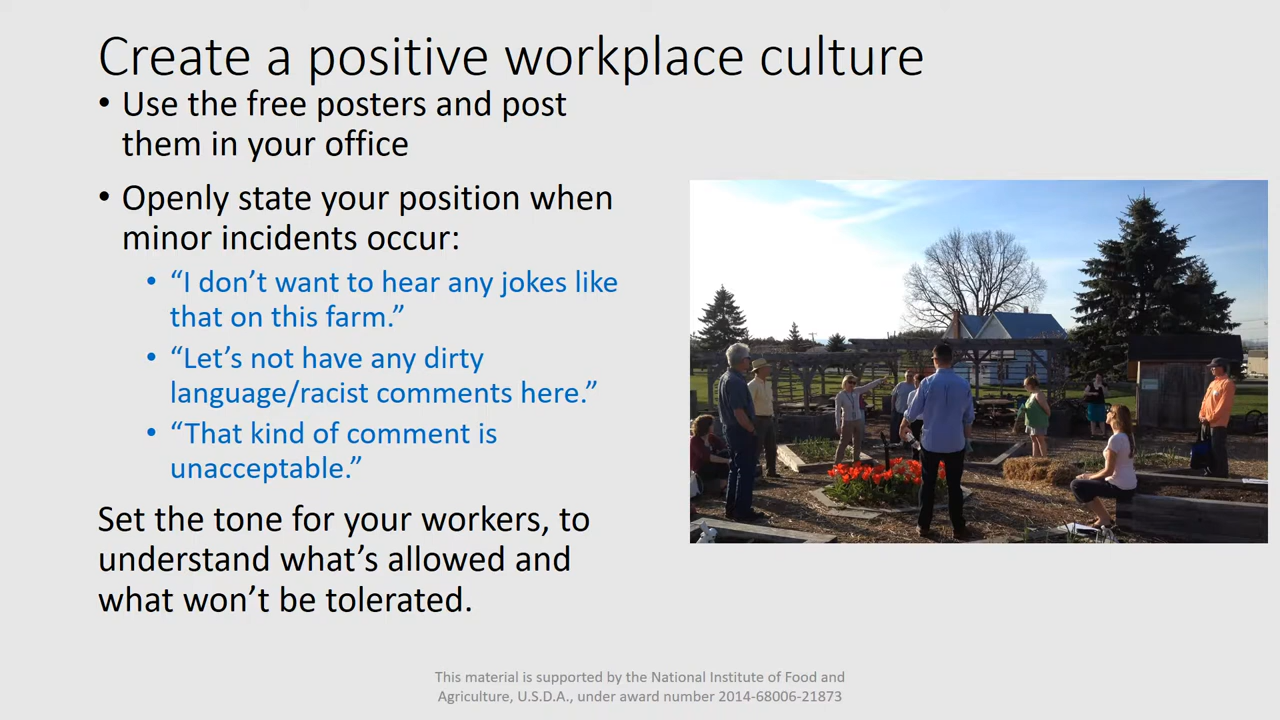 Create a positive workplace culture
• Use the free posters and post
them in your office
• Openly state your position when
minor incidents occur:
• “I don’t want to hear any jokes like
that on this farm.”
• “Let’s not have any dirty
language/racist comments here.”
• “That kind of comment is
unacceptable.”
Set the tone for your workers, to
understand what’s allowed and
what won’t be tolerated.
This material is supported by the National Institute of Food and
Agriculture, U.S.D.A., under award number 2014-68006-21873